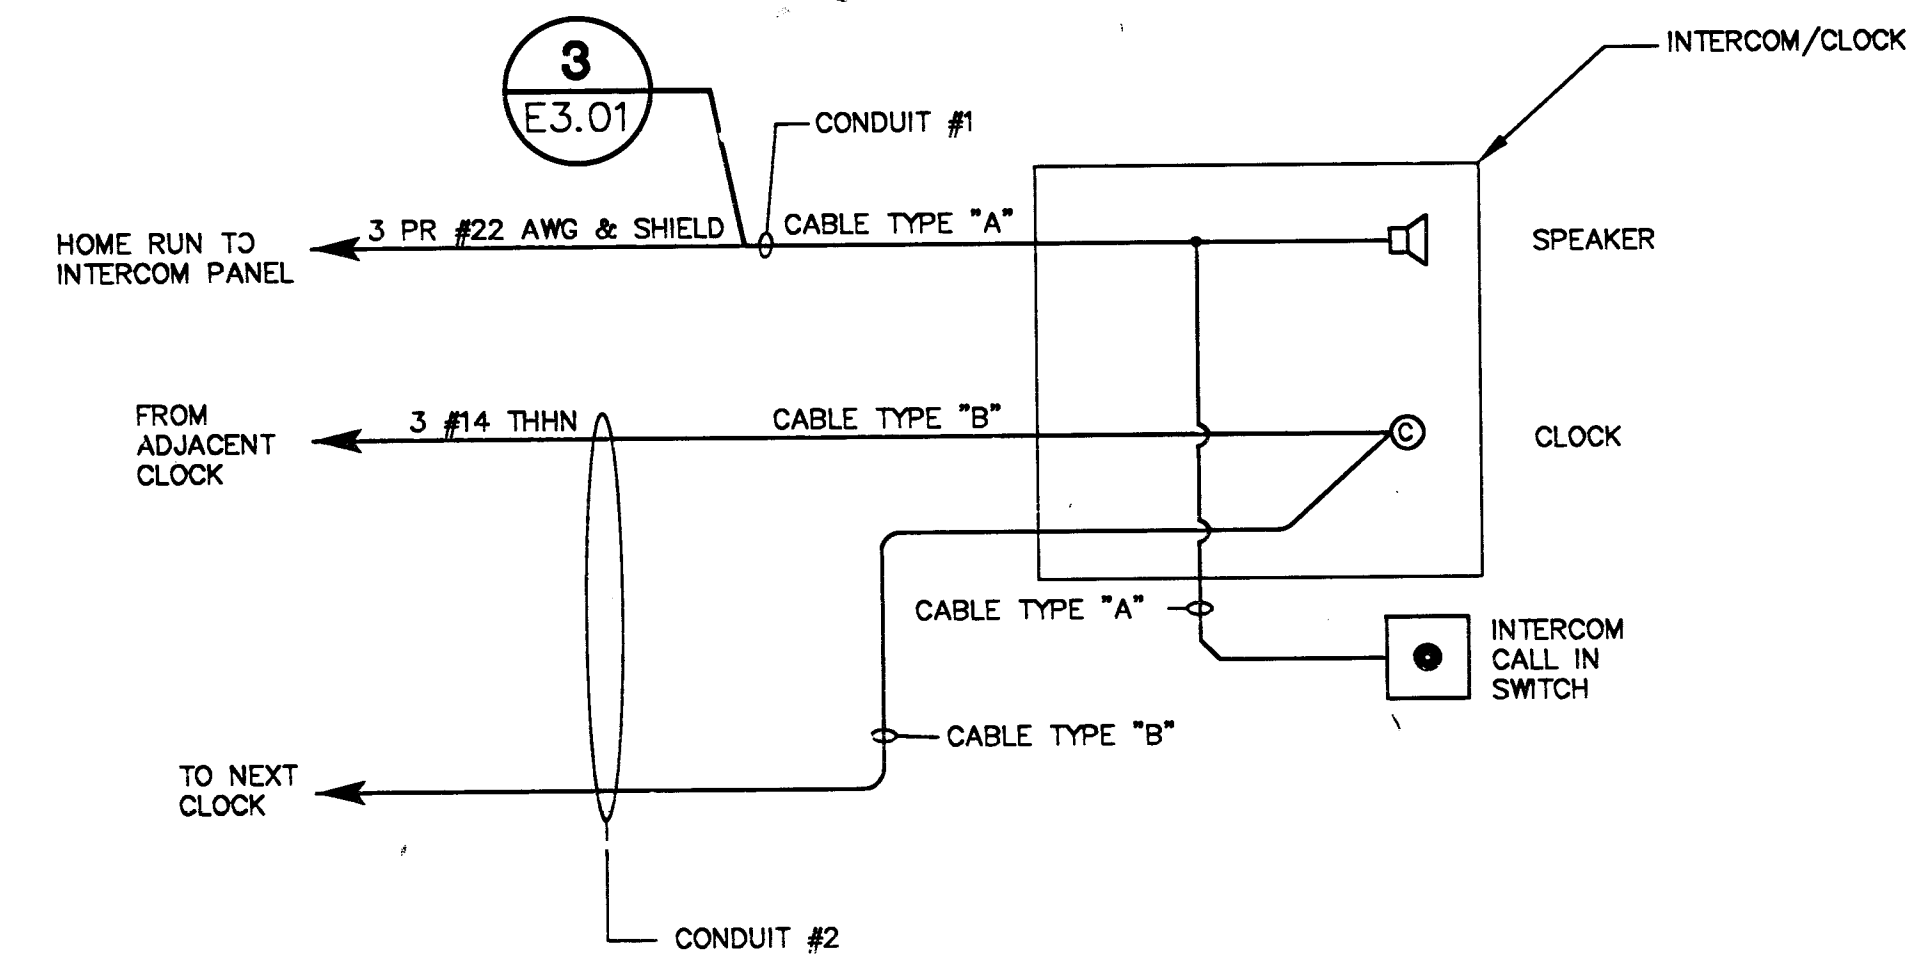 3
E3.01
INTERCOM/CLOCK
CONDUIT #1
3 PR #22 AWG & SHIELD
CABLE TYPE "A"
HOME RUN TO
INTERCOM PANEL
SPEAKER
FROM
ADJACENT
CLOCK
3 #14 THHN
CABLE TYPE "B"
C
CLOCK
CABLE TYPE "A"
INTERCOM
CALL IN
SWITCH
CABLE TYPE "B"
TO NEXT
CLOCK
CONDUIT #2